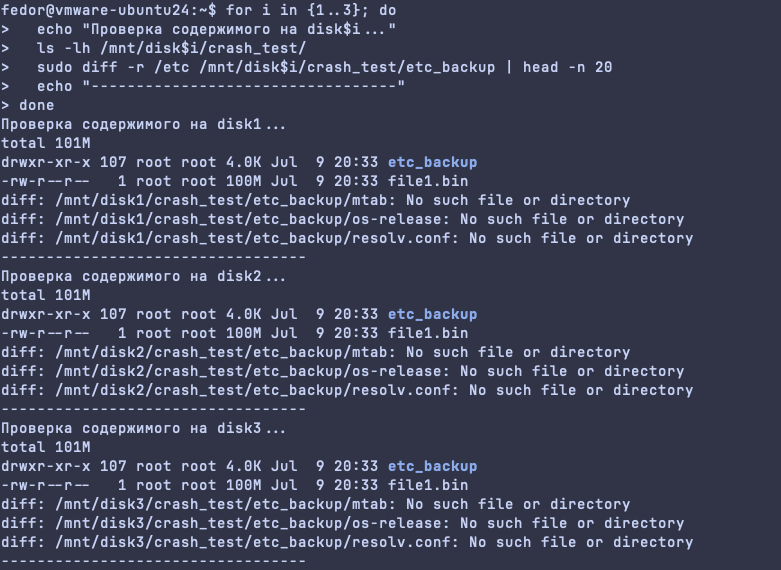 fedor@vmware-ubuntu24:~$ for i in {1..3}; do
>   echo "Проверка содержимого на disk$i..."
>   ls -lh /mnt/disk$i/crash_test/
>   sudo diff -r /etc /mnt/disk$i/crash_test/etc_backup | head -n 20
>   echo "----------------------------------"
> done
Проверка содержимого на disk1...
total 101M
drwxr-xr-x 107 root root 4.0K Jul  9 20:33 etc_backup
-rw-r--r--   1 root root 100M Jul  9 20:33 file1.bin
diff: /mnt/disk1/crash_test/etc_backup/mtab: No such file or directory
diff: /mnt/disk1/crash_test/etc_backup/os-release: No such file or directory
diff: /mnt/disk1/crash_test/etc_backup/resolv.conf: No such file or directory
----------------------------------
Проверка содержимого на disk2...
total 101M
drwxr-xr-x 107 root root 4.0K Jul  9 20:33 etc_backup
-rw-r--r--   1 root root 100M Jul  9 20:33 file1.bin
diff: /mnt/disk2/crash_test/etc_backup/mtab: No such file or directory
diff: /mnt/disk2/crash_test/etc_backup/os-release: No such file or directory
diff: /mnt/disk2/crash_test/etc_backup/resolv.conf: No such file or directory
----------------------------------
Проверка содержимого на disk3...
total 101M
drwxr-xr-x 107 root root 4.0K Jul  9 20:33 etc_backup
-rw-r--r--   1 root root 100M Jul  9 20:33 file1.bin
diff: /mnt/disk3/crash_test/etc_backup/mtab: No such file or directory
diff: /mnt/disk3/crash_test/etc_backup/os-release: No such file or directory
diff: /mnt/disk3/crash_test/etc_backup/resolv.conf: No such file or directory
----------------------------------